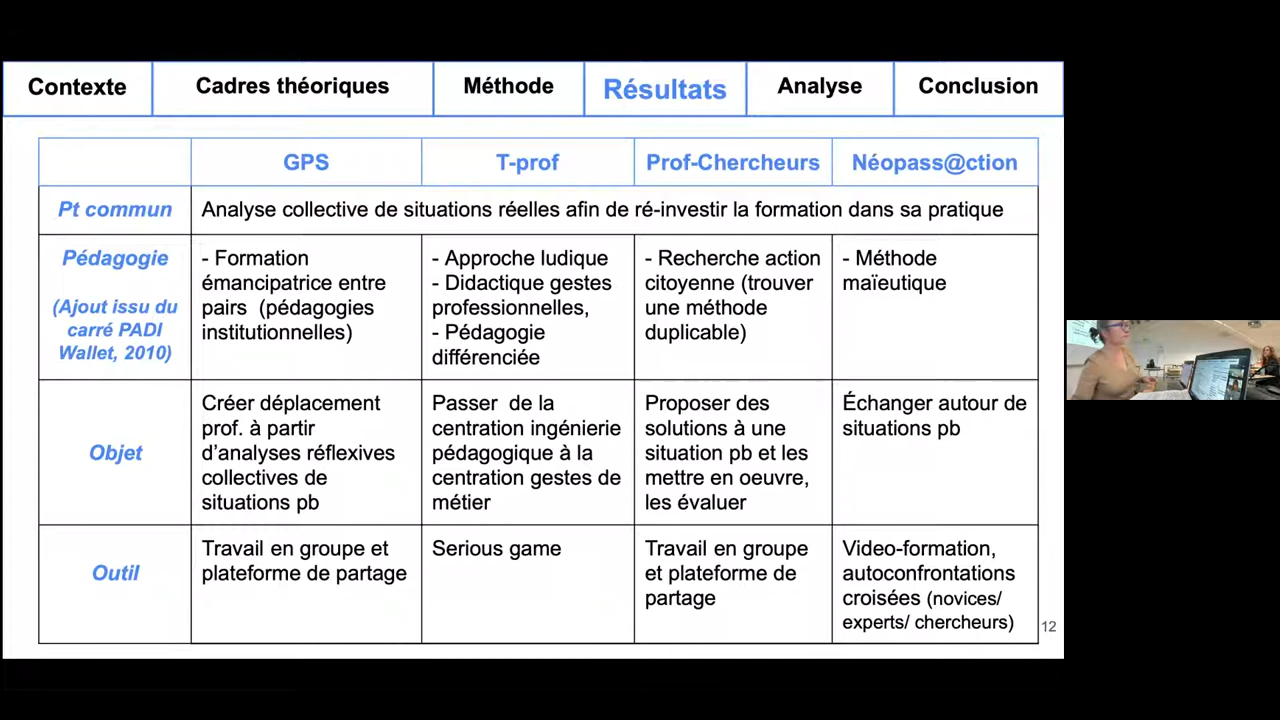 Contexte
Cadres théoriques
Méthode
Résultats
Analyse
Conclusion
GPS
T-prof
Prof-Chercheurs
Néopass@ction
Pt commun
Analyse collective de situations réelles afin de ré-investir la formation dans sa pratique
Pédagogie
(Ajout issu du
carré PADI
Wallet, 2010)
- Formation
émancipatrice entre
pairs (pédagogies
institutionnelles)
- Approche ludique
- Didactique gestes
professionnelles,
- Pédagogie
différenciée
- Recherche action
citoyenne (trouver
une méthode
duplicable)
- Méthode
maïeutique
Objet
Créer déplacement
prof. à partir
d’analyses réflexives
collectives de
situations pb
Passer de la
centration ingénierie
pédagogique à la
centration gestes de
métier
Proposer des
solutions à une
situation pb et les
mettre en oeuvre,
les évaluer
Échanger autour de
situations pb
Outil
Travail en groupe et
plateforme de partage
Serious game
Travail en groupe
et plateforme de
partage
Video-formation,
autoconfrontations
croisées (novices/
experts/ chercheurs)
12